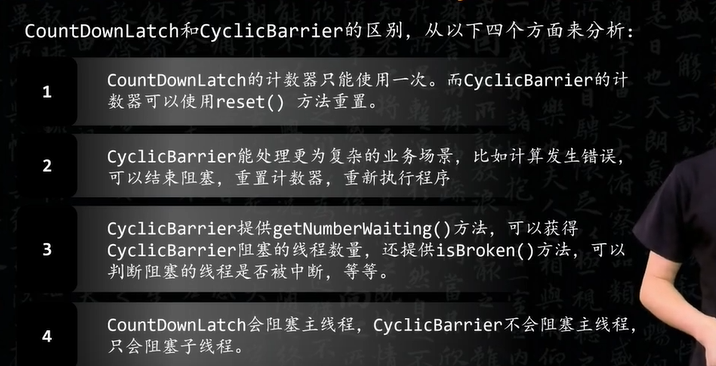 CountDownLatch和CyclicBarrier的区别，从以下四个方面来分析：
1
CountDownLatch的计数器只能使用一次。而CyclicBarrier的计
数器可以使用reset() 方法重置。
2
CyclicBarrier能处理更为复杂的业务场景，比如计算发生错误，
可以结束阻塞，重置计数器，重新执行程序
3
CyclicBarrier提供getNumberWaiting()方法，可以获得
CyclicBarrier阻塞的线程数量，还提供isBroken()方法，可以
判断阻塞的线程是否被中断，等等。
4
CountDownLatch会阻塞主线程，CyclicBarrier不会阻塞主线程，
只会阻塞子线程。